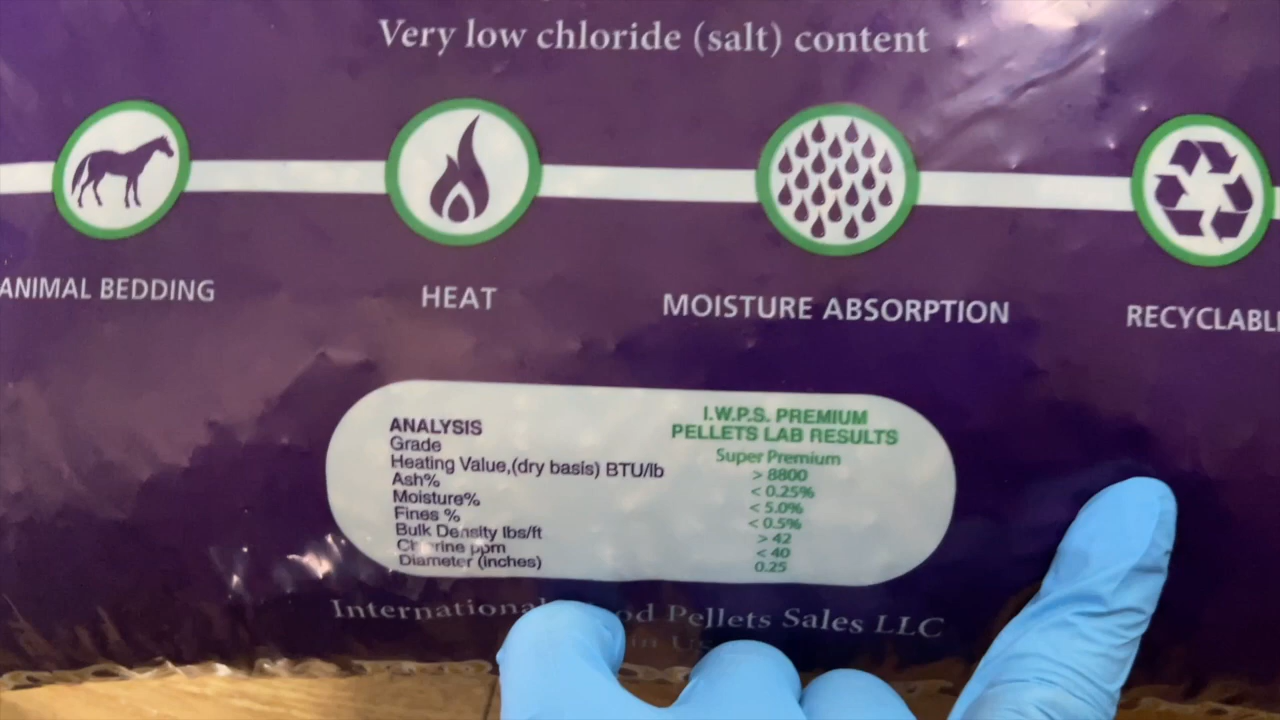 Very low chloride (salt) content
ANIMAL BEDDING
HEAT
MOISTURE ABSORPTION
RECYCLABL
ANALYSIS
Grade
Heating Value,(dry basis) BTU/lb
Ash%
Moisture%
Fines %
Bulk Density lbs/ft
ppm
Diameter (inches)
I.W.P.S. PREMIUM
PELLETS LAB RESULTS
Super Premium
> 8800
< 0.25%
< 5.0%
< 0.5%
> 42
< 40
0.25
International Pellets Sales LLC